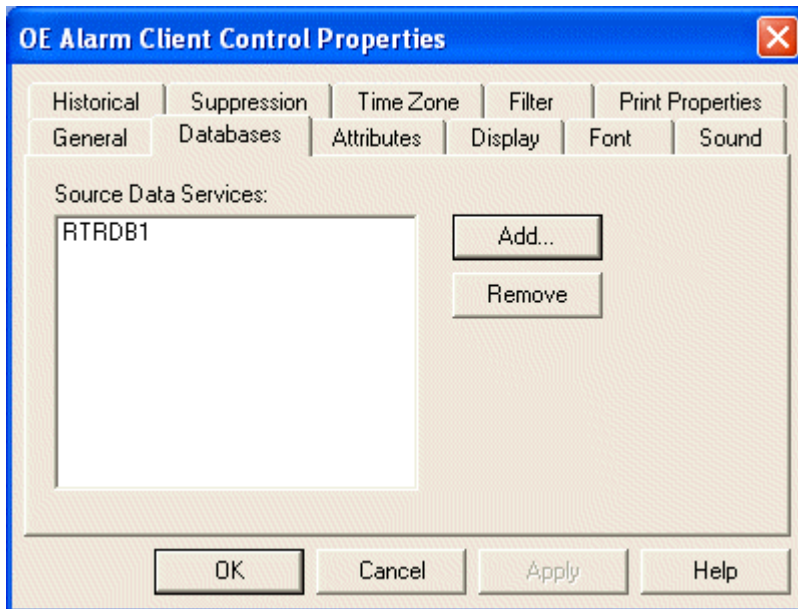 OE Alarm Client Control Properties
Historical Suppression Time Zone Filter Print Properties
General Databases Attributes Display Font Sound
Source Data Services:
RTRDB1
Add...
Remove
OK Cancel Apply Help